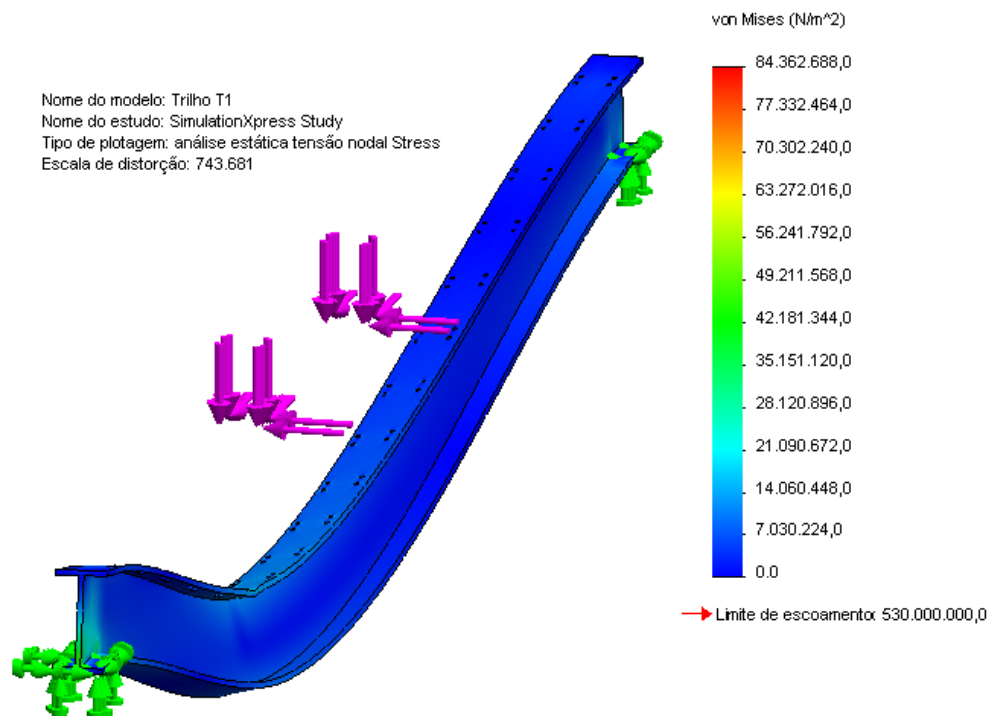 von Mises (N/m^2)
Nome do modelo: Trilho T1
Nome do estudo: SimulationXpress Study
Tipo de plotagem: análise estática tensão nodal Stress
Escala de distorção: 743.681
84.362.688,0
77.332.464,0
70.302.240,0
63.272.016,0
56.241.792,0
49.211.568,0
42.181.344,0
35.151.120,0
28.120.896,0
21.090.672,0
14.060.448,0
7.030.224,0
0.0
Limite de escoamento: 530.000.000,0